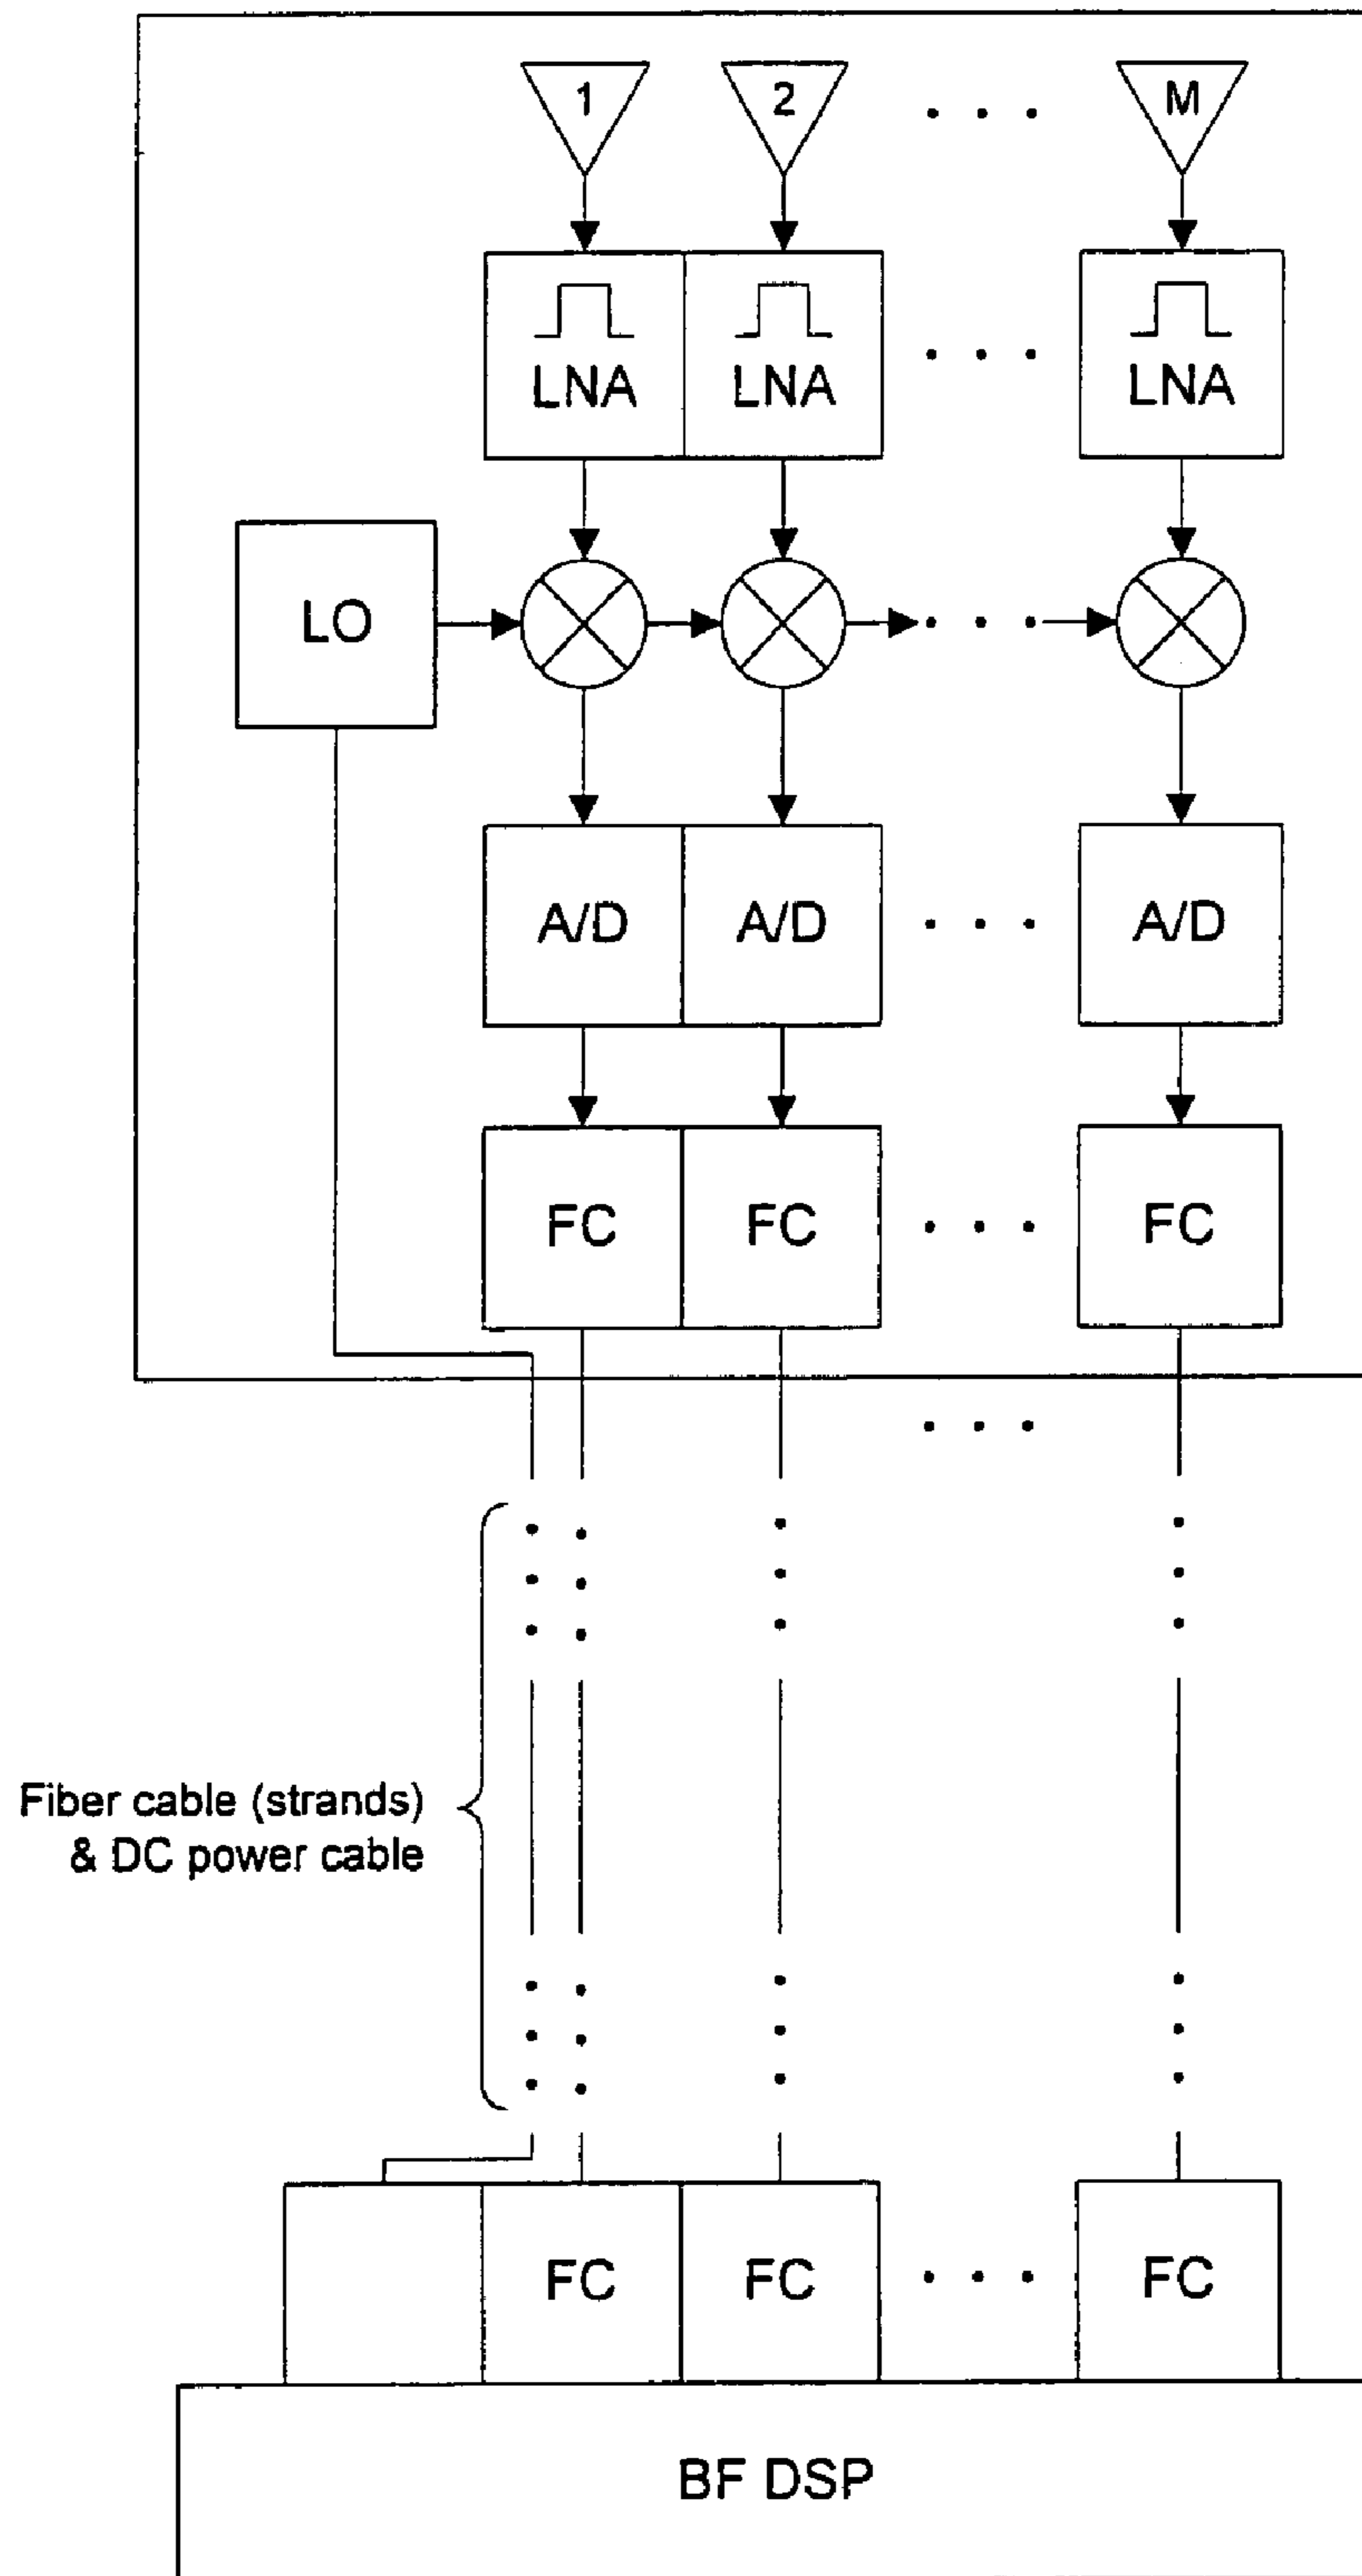 1 2 . . . M
LNA LNA . . . LNA
LO . . .
A/D A/D . . . A/D
FC FC . . . FC
. . .
Fiber cable (strands)
& DC power cable
FC FC . . . FC
BF DSP